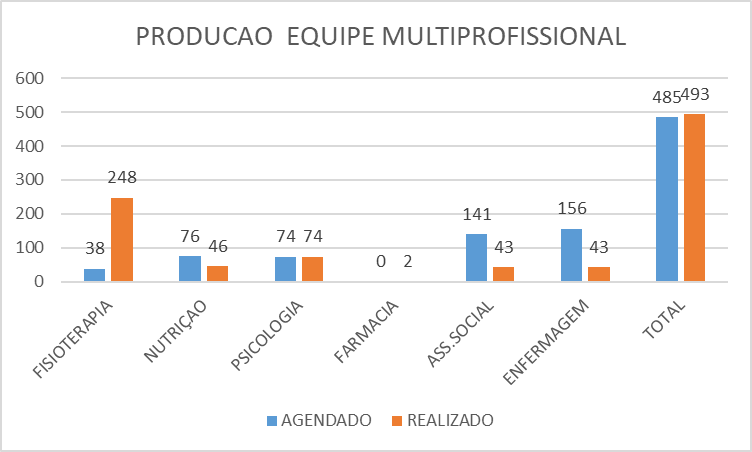 PRODUCAO  EQUIPE MULTIPROFISSIONAL
600
500
400
300
200
100
0
38 248
76 46
74 74
0 2
141 43
156 43
485 493
FISIOTERAPIA
NUTRIÇAO
PSICOLOGIA
FARMACIA
ASS.SOCIAL
ENFERMAGEM
TOTAL
AGENDADO REALIZADO